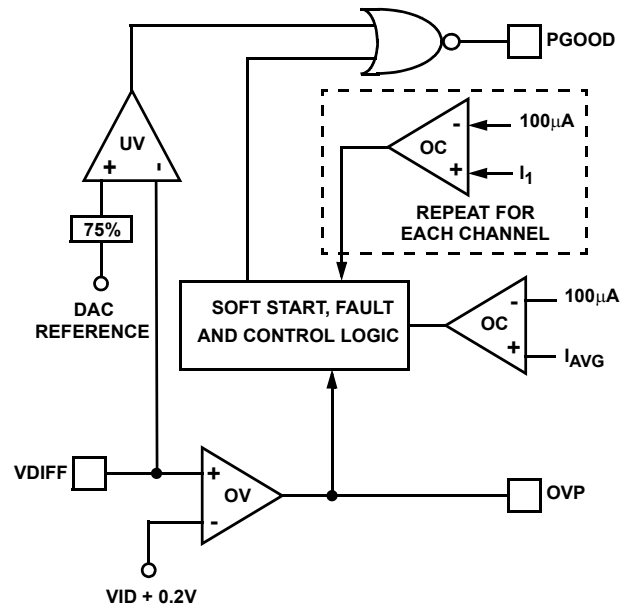 PGOOD
UV
+ -
75%
DAC
REFERENCE
- 100μA
OC
+ I1
REPEAT FOR
EACH CHANNEL
SOFT START, FAULT
AND CONTROL LOGIC
- 100μA
OC
+ IAVG
VDIFF
+
OV
-
OVP
VID + 0.2V